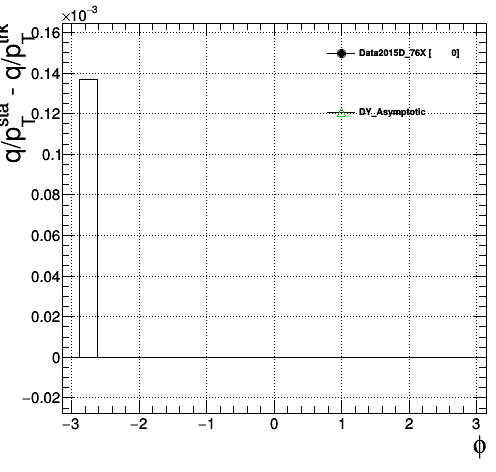 ×10⁻³
q/p_T^sta - q/p_T^trk
0.16
0.14
0.12
0.1
0.08
0.06
0.04
0.02
0
−0.02
−3 −2 −1 0 1 2 3
ϕ
Data2015D_76X [ 0]
DY_Asymptotic